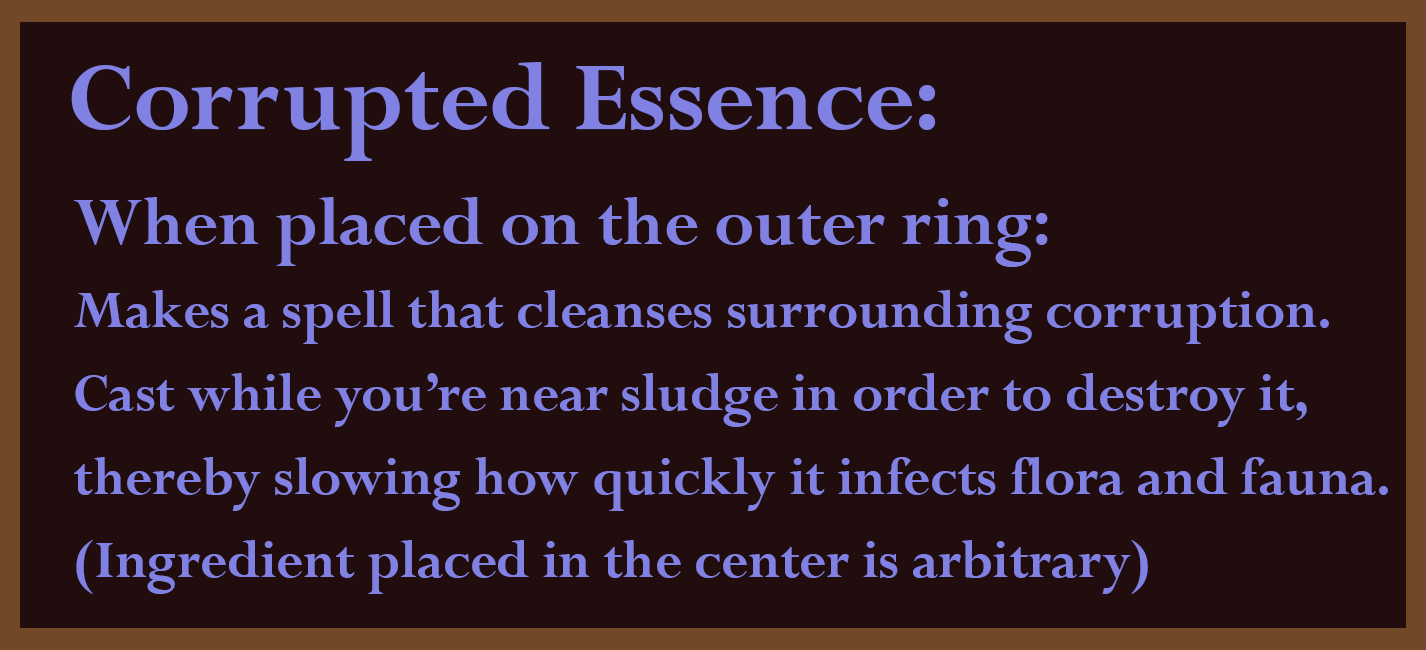 Corrupted Essence:
When placed on the outer ring:
Makes a spell that cleanses surrounding corruption.
Cast while you’re near sludge in order to destroy it,
thereby slowing how quickly it infects flora and fauna.
(Ingredient placed in the center is arbitrary)